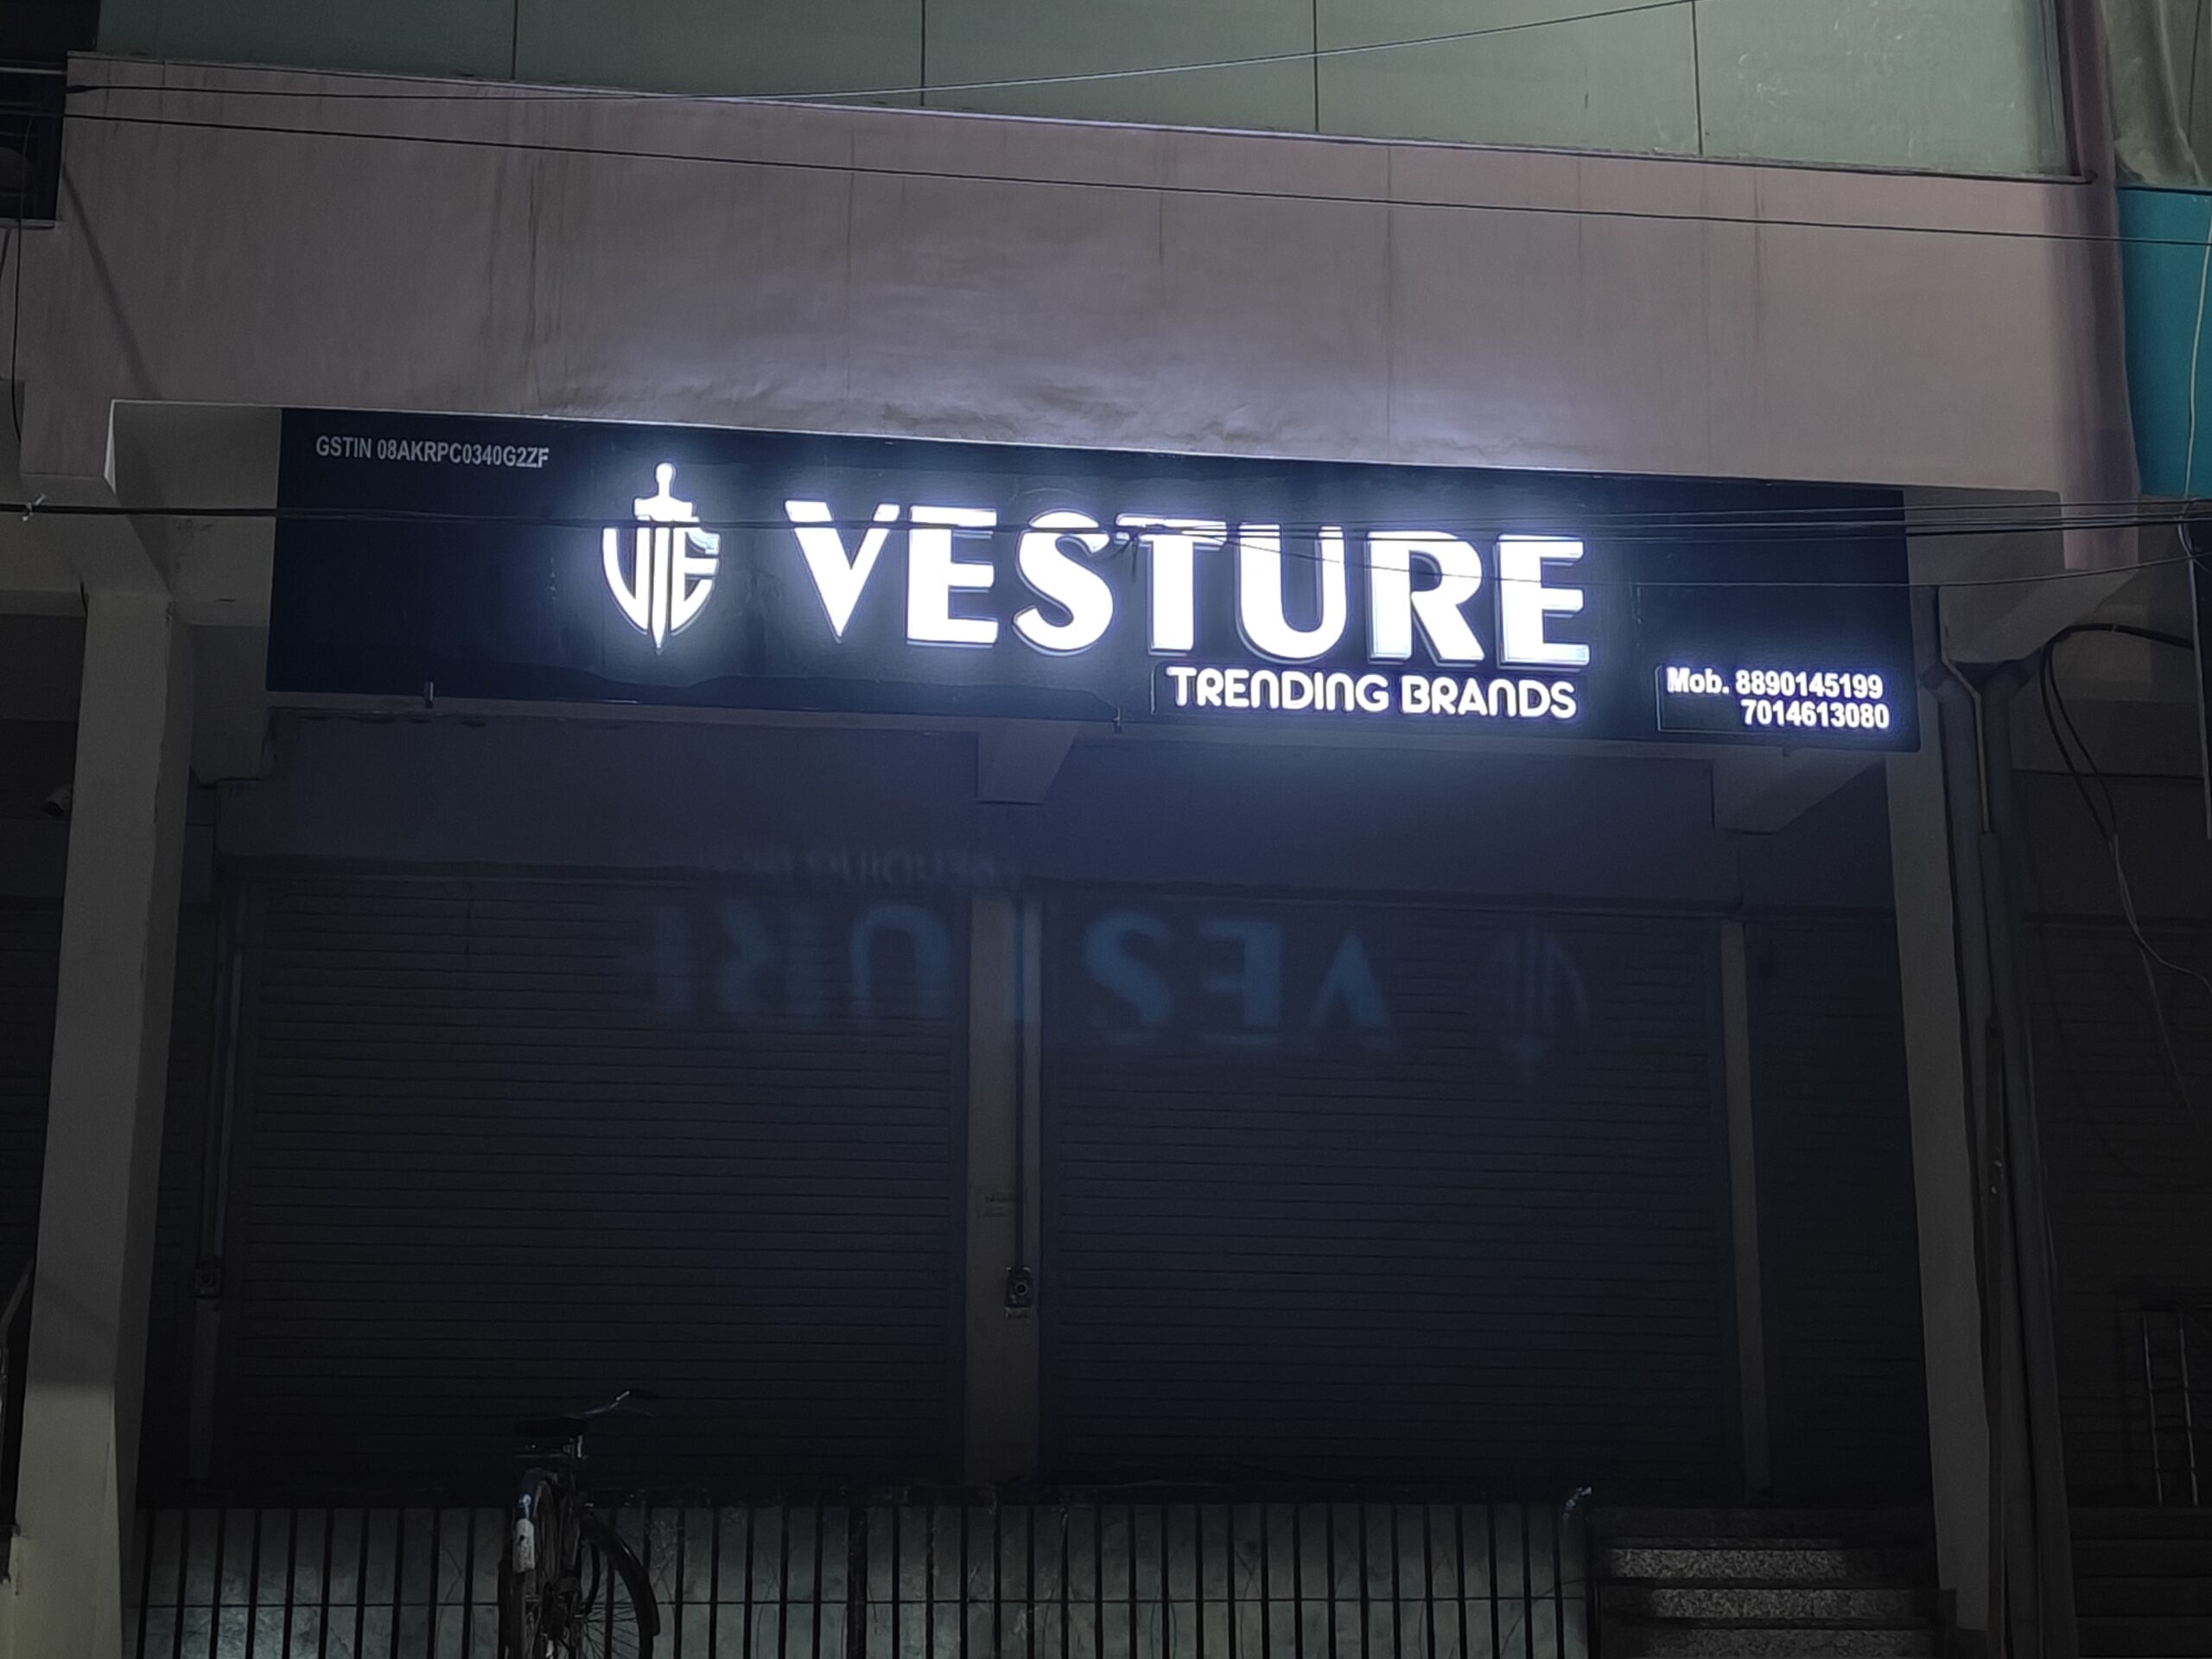 GSTIN 08AKRPC0340G2ZF
VESTURE
TRENDING BRANDS
Mob. 8890145199
7014613080